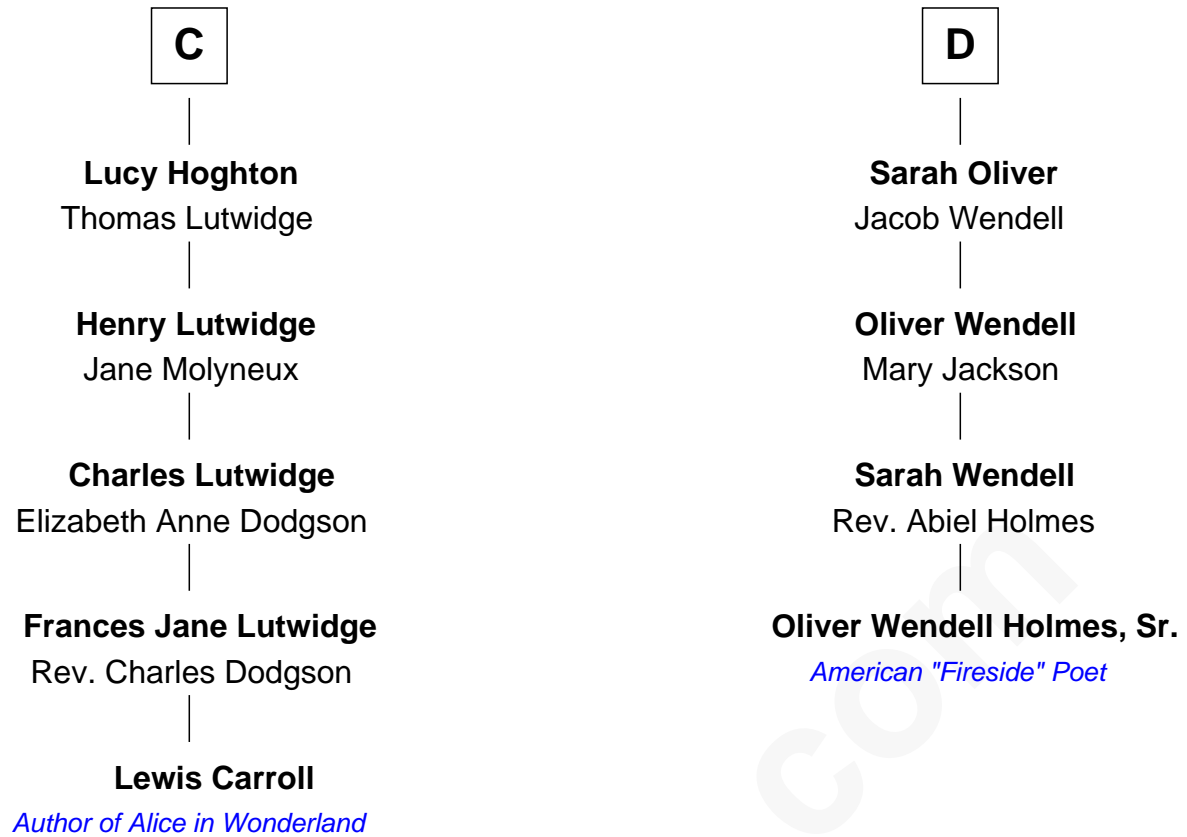 C
Lucy Hoghton
Thomas Lutwidge
Henry Lutwidge
Jane Molyneux
Charles Lutwidge
Elizabeth Anne Dodgson
Frances Jane Lutwidge
Rev. Charles Dodgson
Lewis Carroll
Author of Alice in Wonderland
D
Sarah Oliver
Jacob Wendell
Oliver Wendell
Mary Jackson
Sarah Wendell
Rev. Abiel Holmes
Oliver Wendell Holmes, Sr.
American "Fireside" Poet
com